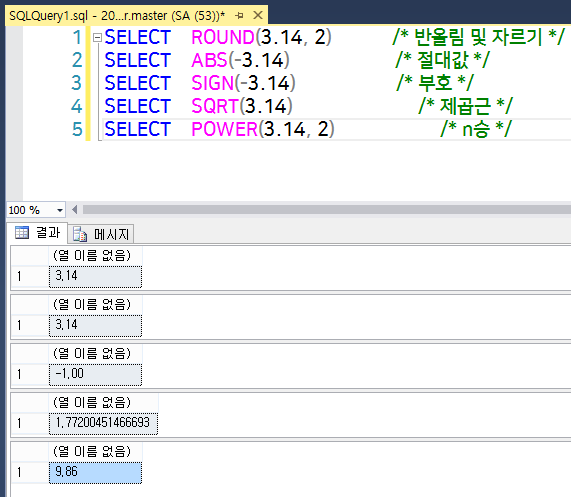 SQLQuery1.sql - 20...r.master (SA (53))*
1 SELECT ROUND(3.14, 2) /* 반올림 및 자르기 */
2 SELECT ABS(-3.14) /* 절대값 */
3 SELECT SIGN(-3.14) /* 부호 */
4 SELECT SQRT(3.14) /* 제곱근 */
5 SELECT POWER(3.14, 2) /* n승 */
100 %
결과 메시지
(열 이름 없음)
1 3.14
(열 이름 없음)
1 3.14
(열 이름 없음)
1 -1.00
(열 이름 없음)
1 1.77200451466693
(열 이름 없음)
1 9.86